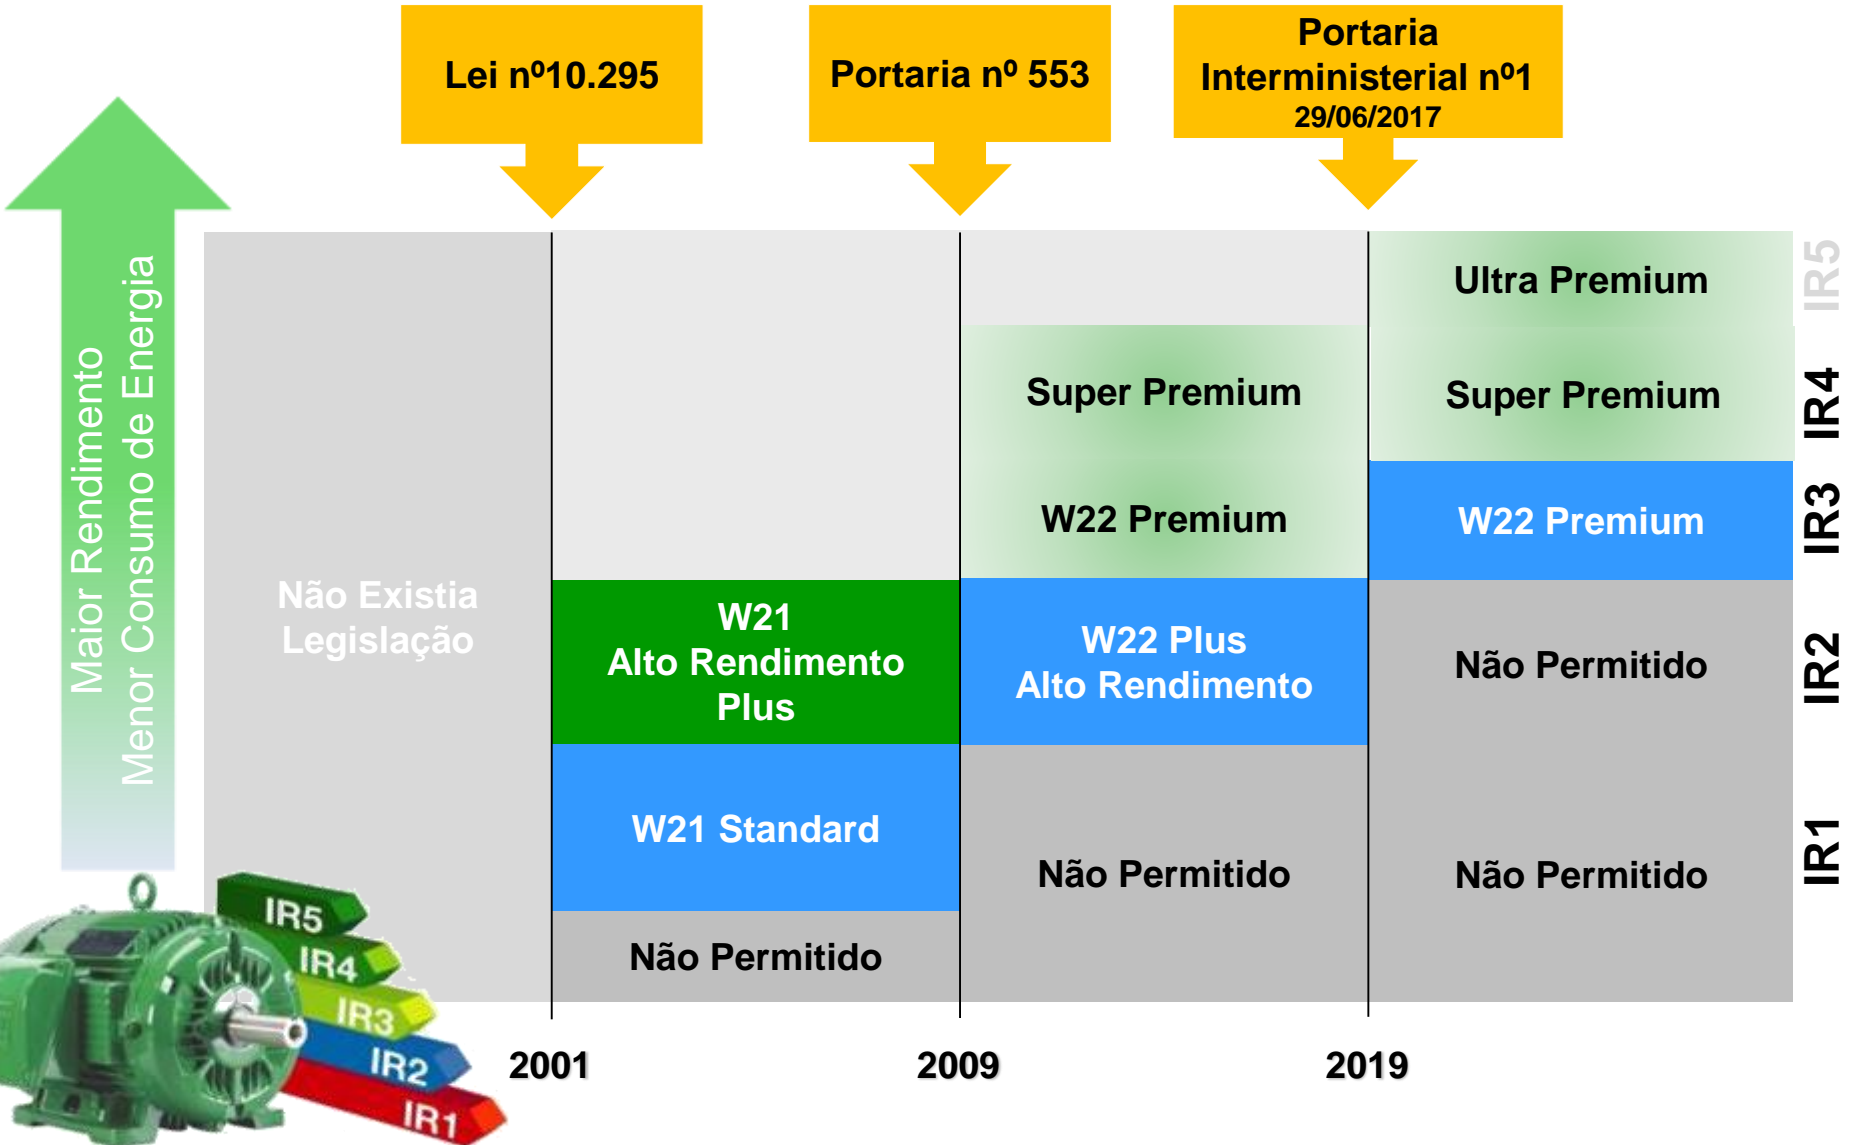 Lei nº10.295
Portaria nº 553
Portaria
Interministerial nº1
29/06/2017
Maior Rendimento
Menor Consumo de Energia
Não Existia
Legislação
W21
Alto Rendimento
Plus
W21 Standard
Não Permitido
Super Premium
W22 Premium
W22 Plus
Alto Rendimento
Não Permitido
Ultra Premium
Super Premium
W22 Premium
Não Permitido
Não Permitido
IR5
IR4
IR3
IR2
IR1
IR5
IR4
IR3
IR2
IR1
2001
2009
2019